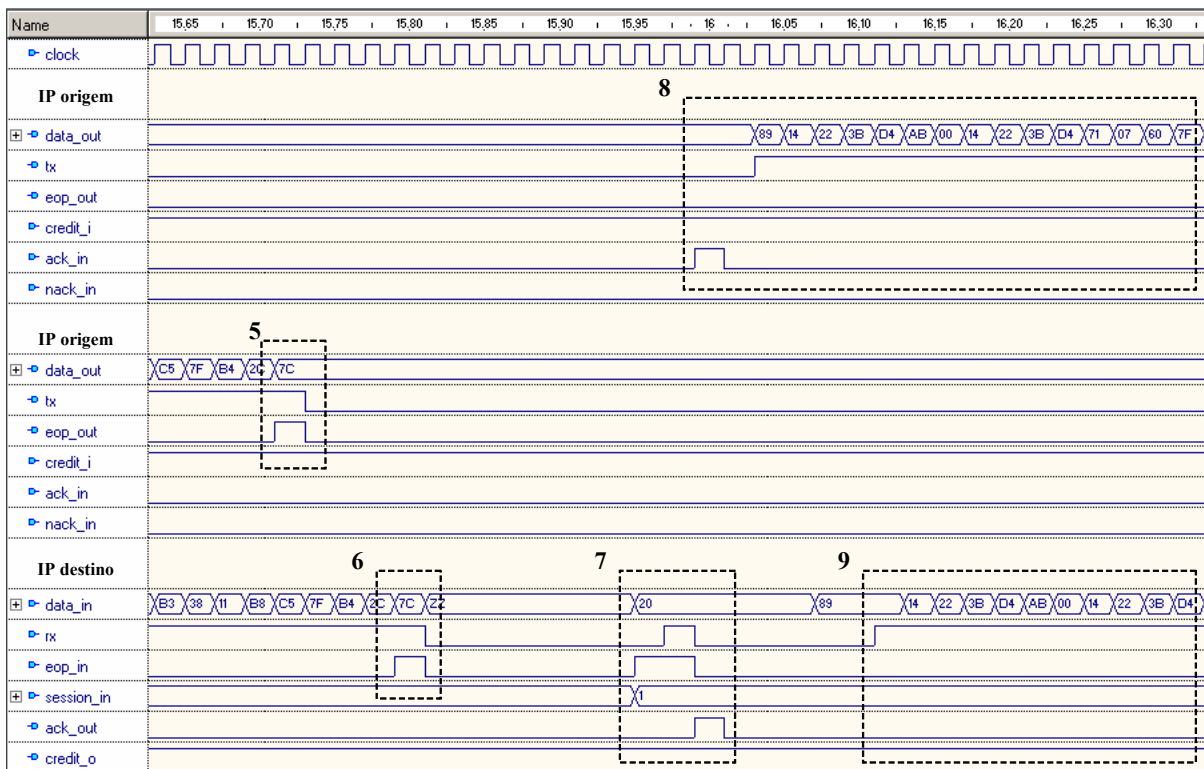 Name 15,65 15,70 15,75 15,80 15,85 15,90 15,95 16 16,05 16,10 16,15 16,20 16,25 16,30
clock
IP origem 8
data_out 89 14 22 3B D4 AB 00 14 22 3B D4 71 07 60 7F
tx
eop_out
credit_i
ack_in
nack_in
IP origem 5
data_out C5 7F B4 2C 7C
tx
eop_out
credit_i
ack_in
nack_in
IP destino 6 7 9
data_in B3 38 11 B8 C5 7F B4 2C 7C ZZ 20 89 14 22 3B D4 AB 00 14 22 3B D4
rx
eop_in
session_in 1
ack_out
credit_o